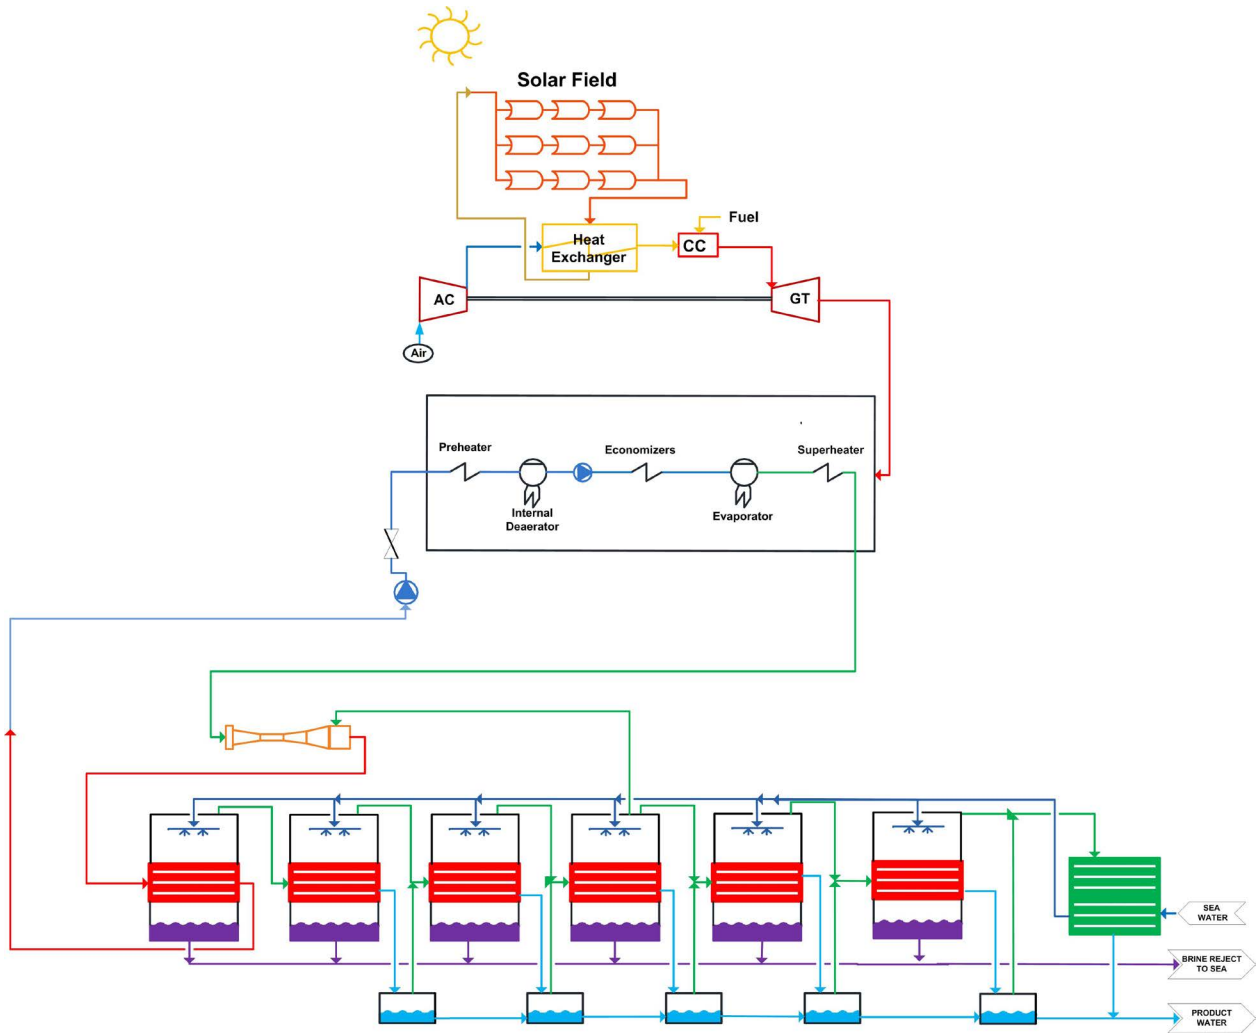 Solar Field
Fuel
Heat
Exchanger
CC
AC
GT
Air
Preheater
Economizers
Superheater
Internal
Deaerator
Evaporator
SEA
WATER
BRINE REJECT
TO SEA
PRODUCT
WATER